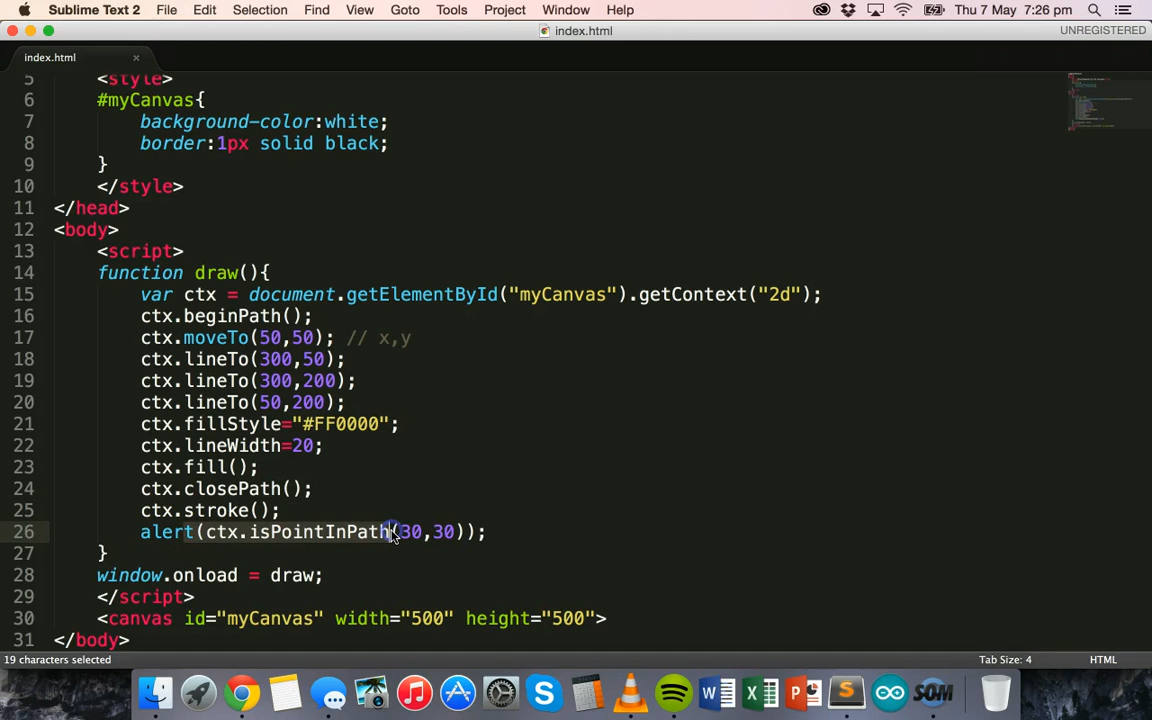 Sublime Text 2 File Edit Selection Find View Goto Tools Project Window Help Thu 7 May 7:26 pm
index.html UNREGISTERED
index.html ×
5 <style>
6 #myCanvas{
7 background-color:white;
8 border:1px solid black;
9 }
10 </style>
11 </head>
12 <body>
13 <script>
14 function draw(){
15 var ctx = document.getElementById("myCanvas").getContext("2d");
16 ctx.beginPath();
17 ctx.moveTo(50,50); // x,y
18 ctx.lineTo(300,50);
19 ctx.lineTo(300,200);
20 ctx.lineTo(50,200);
21 ctx.fillStyle="#FF0000";
22 ctx.lineWidth=20;
23 ctx.fill();
24 ctx.closePath();
25 ctx.stroke();
26 alert(ctx.isPointInPath(30,30));
27 }
28 window.onload = draw;
29 </script>
30 <canvas id="myCanvas" width="500" height="500">
31 </body>
19 characters selected Tab Size: 4 HTML
SOM